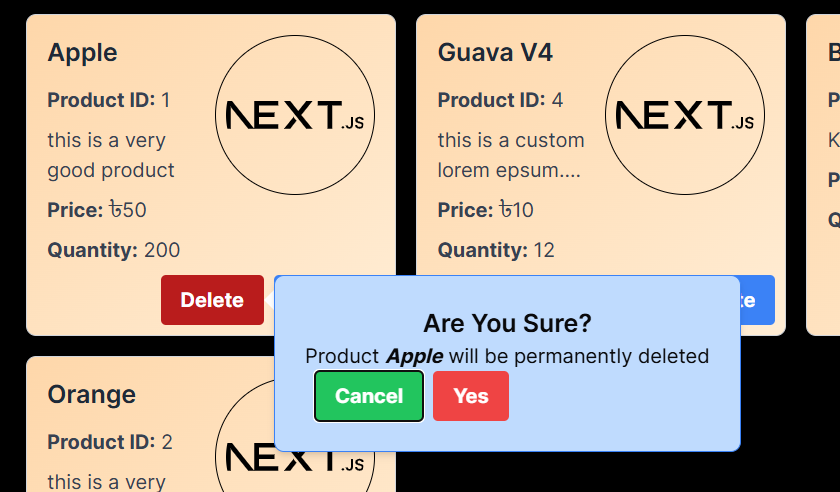 Apple
Product ID: 1
this is a very
good product
Price: ৳50
Quantity: 200
Delete
NEXT.JS
Guava V4
Product ID: 4
this is a custom
lorem epsum....
Price: ৳10
Quantity: 12
NEXT.JS
Are You Sure?
Product Apple will be permanently deleted
Cancel Yes
Orange
Product ID: 2
this is a very
NEXT.JS